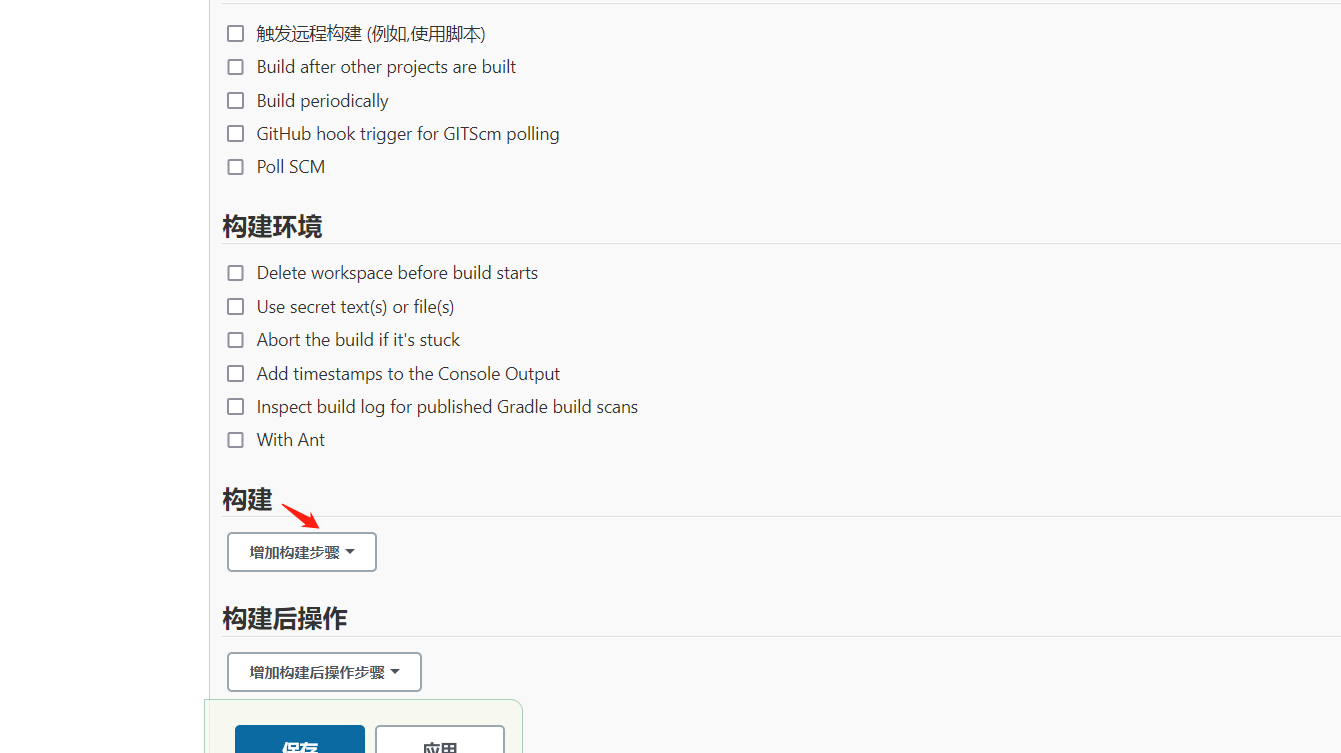 触发远程构建 (例如,使用脚本)
Build after other projects are built
Build periodically
GitHub hook trigger for GITScm polling
Poll SCM
构建环境
Delete workspace before build starts
Use secret text(s) or file(s)
Abort the build if it's stuck
Add timestamps to the Console Output
Inspect build log for published Gradle build scans
With Ant
构建
增加构建步骤
构建后操作
增加构建后操作步骤
保存 应用